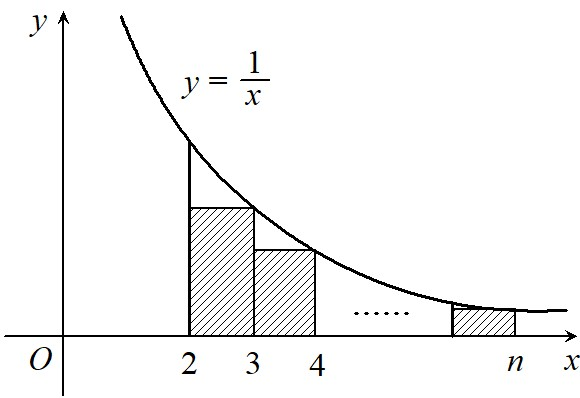 y
y = 1/x
......
O 2 3 4 n x